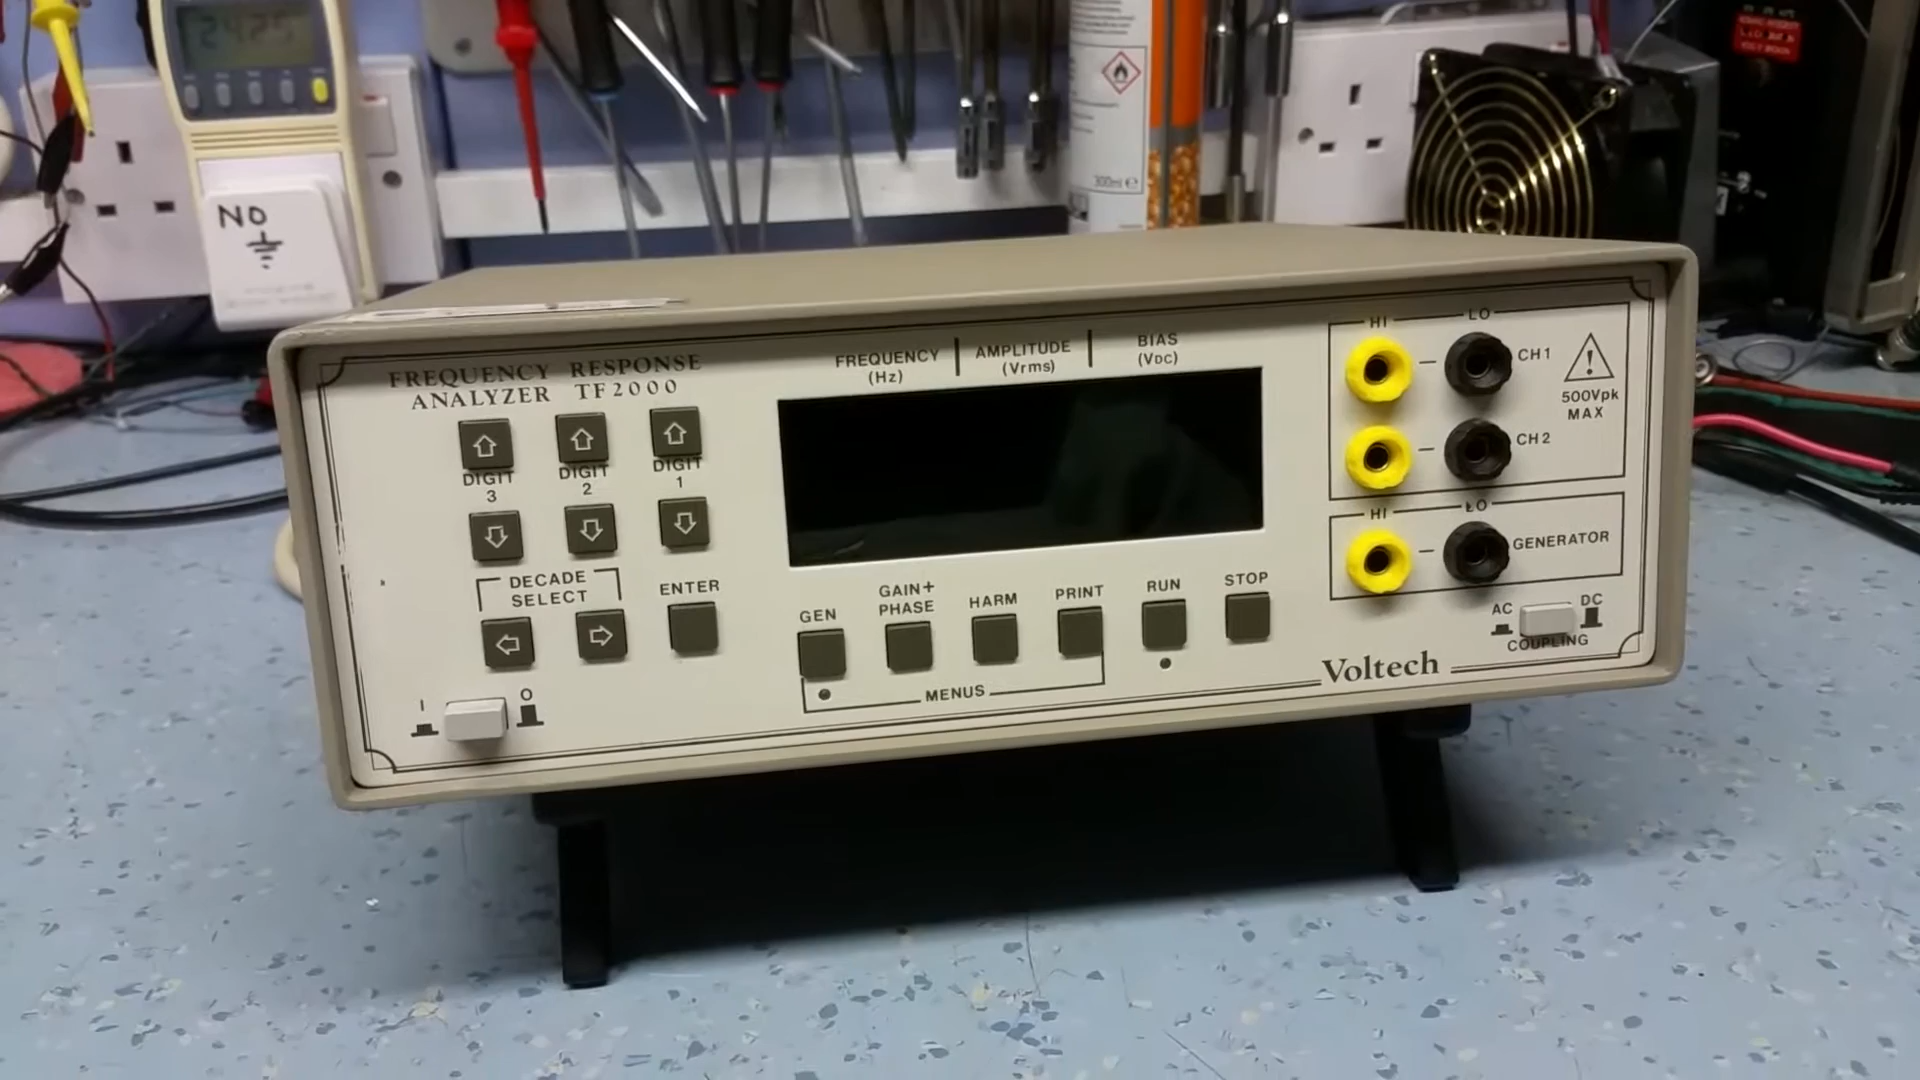 2425
NO
300ml e
FREQUENCY RESPONSE
ANALYZER TF2000
FREQUENCY
(Hz)
AMPLITUDE
(Vrms)
BIAS
(VDC)
DIGIT
3
DIGIT
2
DIGIT
1
DECADE
SELECT
ENTER
I
O
GEN
GAIN+
PHASE
HARM
PRINT
RUN
STOP
MENUS
HI
LO
CH1
CH2
500Vpk
MAX
HI
LO
GENERATOR
AC
DC
COUPLING
Voltech